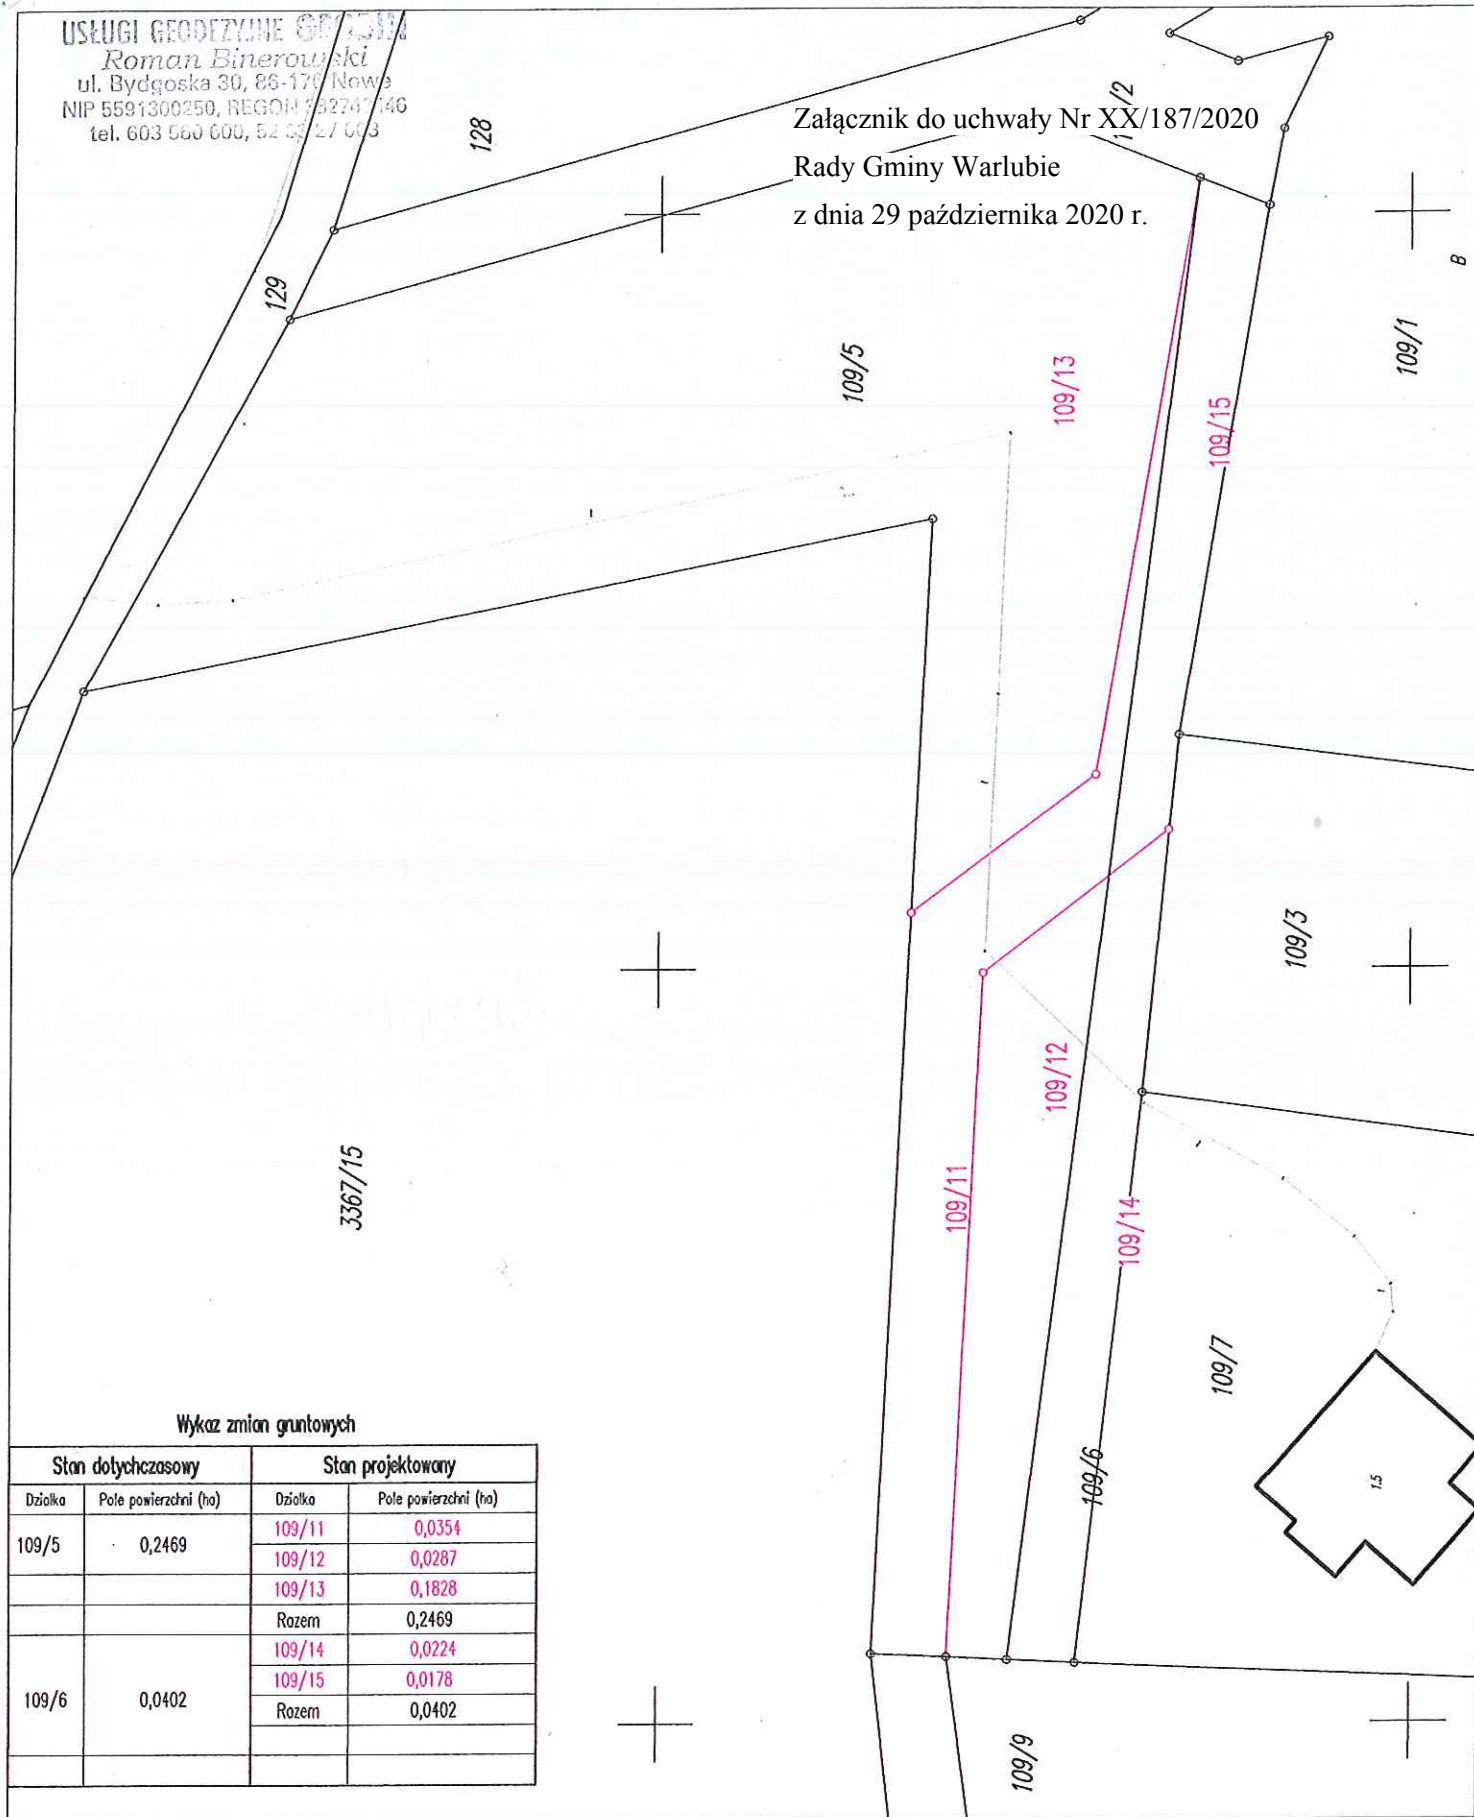 USŁUGI GEODEZYJNE
Roman Binerowski
ul. Bydgoska 30, 86-170 Nowe
NIP 5591300250, REGON
tel. 603 560 600,
Załącznik do uchwały Nr XX/187/2020
Rady Gminy Warlubie
z dnia 29 października 2020 r.
128
129
109/5
109/13
109/15
109/1
B
109/3
109/12
109/11
109/14
3367/15
109/7
109/6
15
109/9
Wykaz zmian gruntowych
Stan dotychczasowy Stan projektowany
Działka Pole powierzchni (ha) Działka Pole powierzchni (ha)
109/5 0,2469 109/11 0,0354
109/12 0,0287
109/13 0,1828
Razem 0,2469
109/6 0,0402 109/14 0,0224
109/15 0,0178
Razem 0,0402